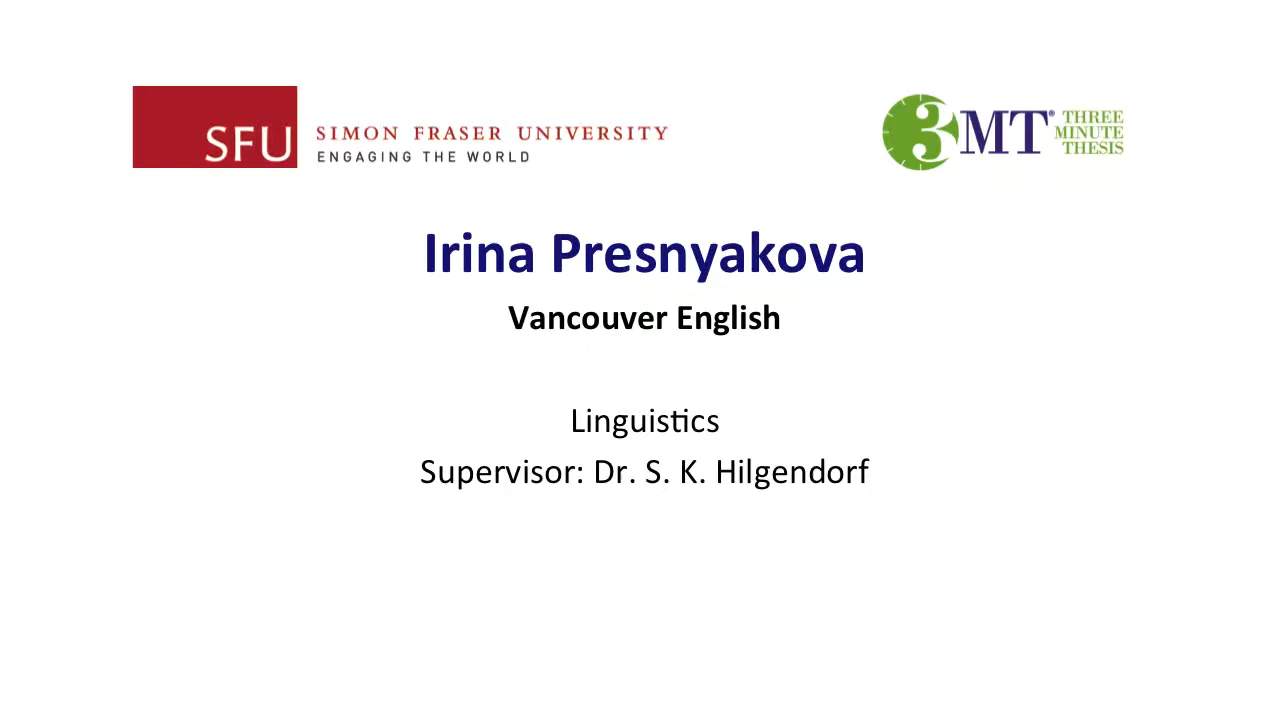 SFU
SIMON FRASER UNIVERSITY
ENGAGING THE WORLD
3MT®
THREE
MINUTE
THESIS
Irina Presnyakova
Vancouver English
Linguistics
Supervisor: Dr. S. K. Hilgendorf